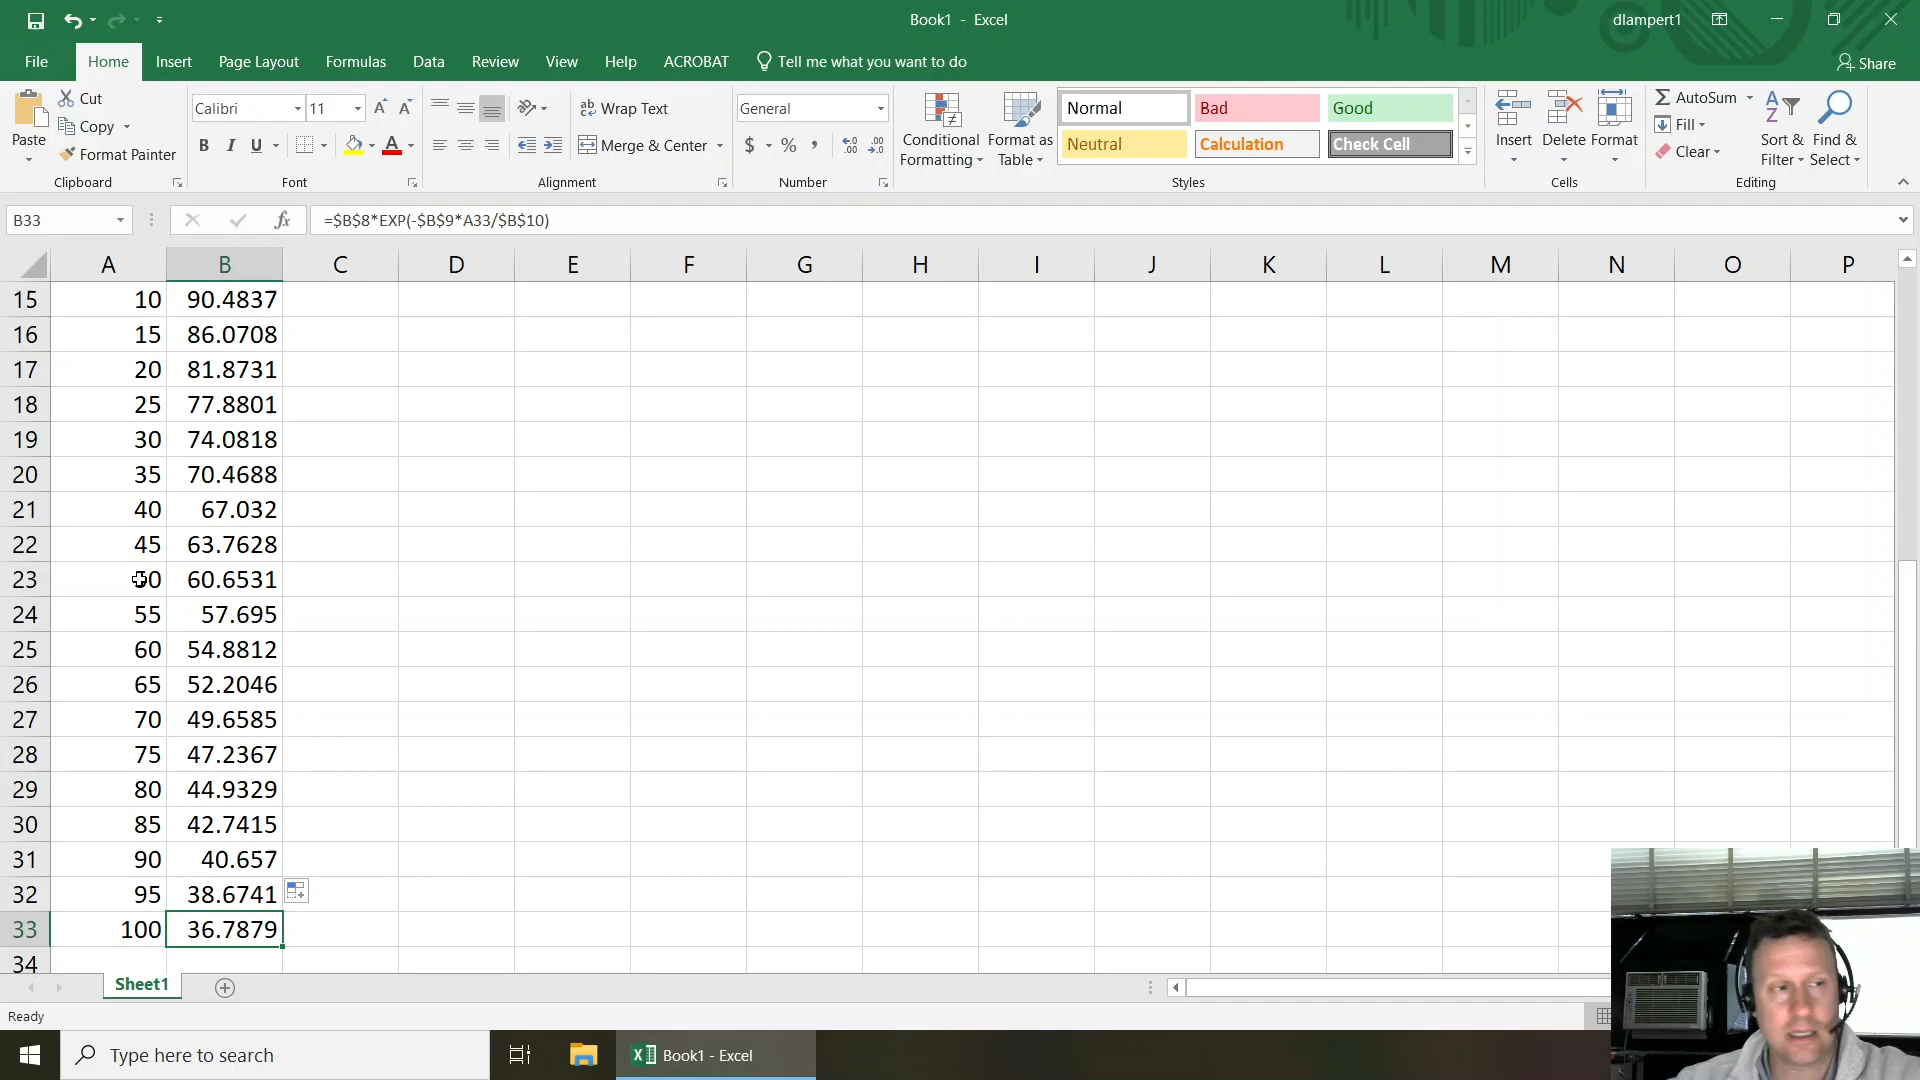 Book1 - Excel
dlampert1
File Home Insert Page Layout Formulas Data Review View Help ACROBAT Tell me what you want to do Share
Paste
Cut
Copy
Format Painter
Clipboard
Calibri 11
B I U
Font
Wrap Text
Merge & Center
Alignment
General
$ % ,
Number
Conditional Formatting
Format as Table
Normal Bad Good
Neutral Calculation Check Cell
Styles
Insert Delete Format
Cells
AutoSum
Fill
Clear
Sort & Filter
Find & Select
Editing
B33 fx =$B$8*EXP(-$B$9*A33/$B$10)
A B C D E F G H I J K L M N O P
15 10 90.4837
16 15 86.0708
17 20 81.8731
18 25 77.8801
19 30 74.0818
20 35 70.4688
21 40 67.032
22 45 63.7628
23 50 60.6531
24 55 57.695
25 60 54.8812
26 65 52.2046
27 70 49.6585
28 75 47.2367
29 80 44.9329
30 85 42.7415
31 90 40.657
32 95 38.6741
33 100 36.7879
34
Sheet1
Ready
Type here to search
Book1 - Excel